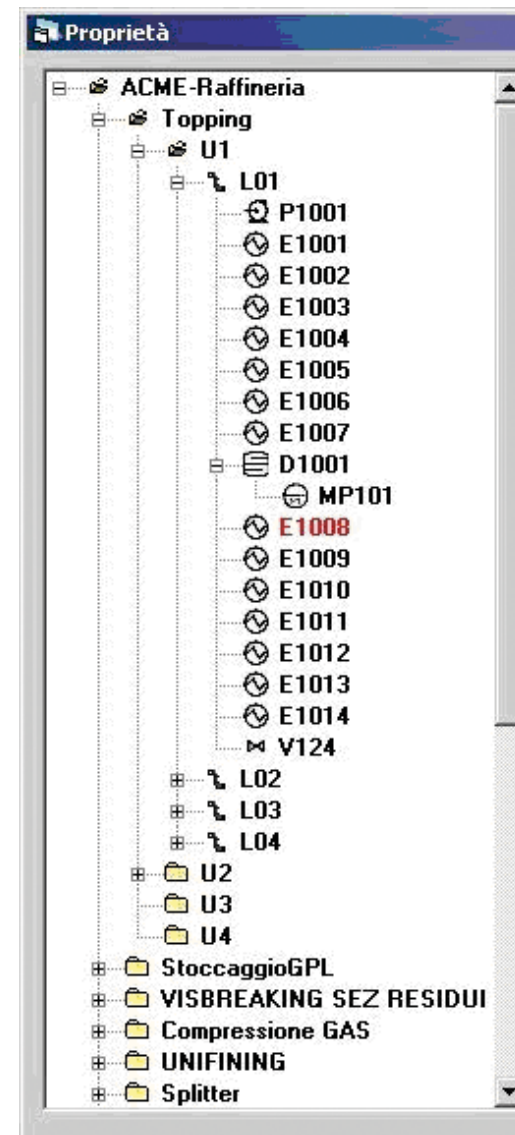 Proprietà
ACME-Raffineria
Topping
U1
L01
P1001
E1001
E1002
E1003
E1004
E1005
E1006
E1007
D1001
MP101
E1008
E1009
E1010
E1011
E1012
E1013
E1014
V124
L02
L03
L04
U2
U3
U4
StoccaggioGPL
VISBREAKING SEZ RESIDUI
Compressione GAS
UNIFINING
Splitter